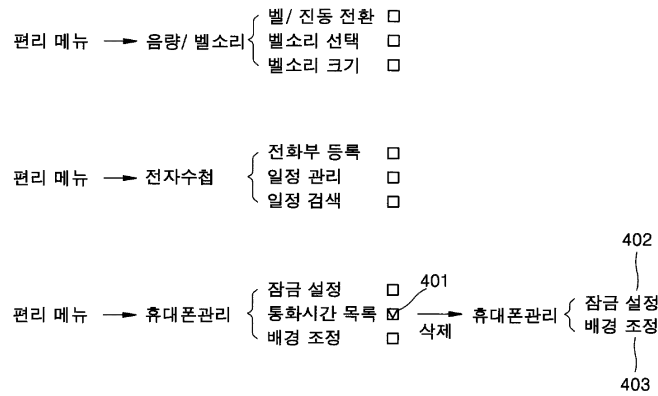 벨/ 진동 전환 □
편리 메뉴 → 음량/ 벨소리 벨소리 선택 □
벨소리 크기 □
전화부 등록 □
편리 메뉴 → 전자수첩 일정 관리 □
일정 검색 □
402
잠금 설정 □ 401
편리 메뉴 → 휴대폰관리 통화시간 목록 ☑ → 휴대폰관리 잠금 설정
삭제 배경 조정
배경 조정 □
403